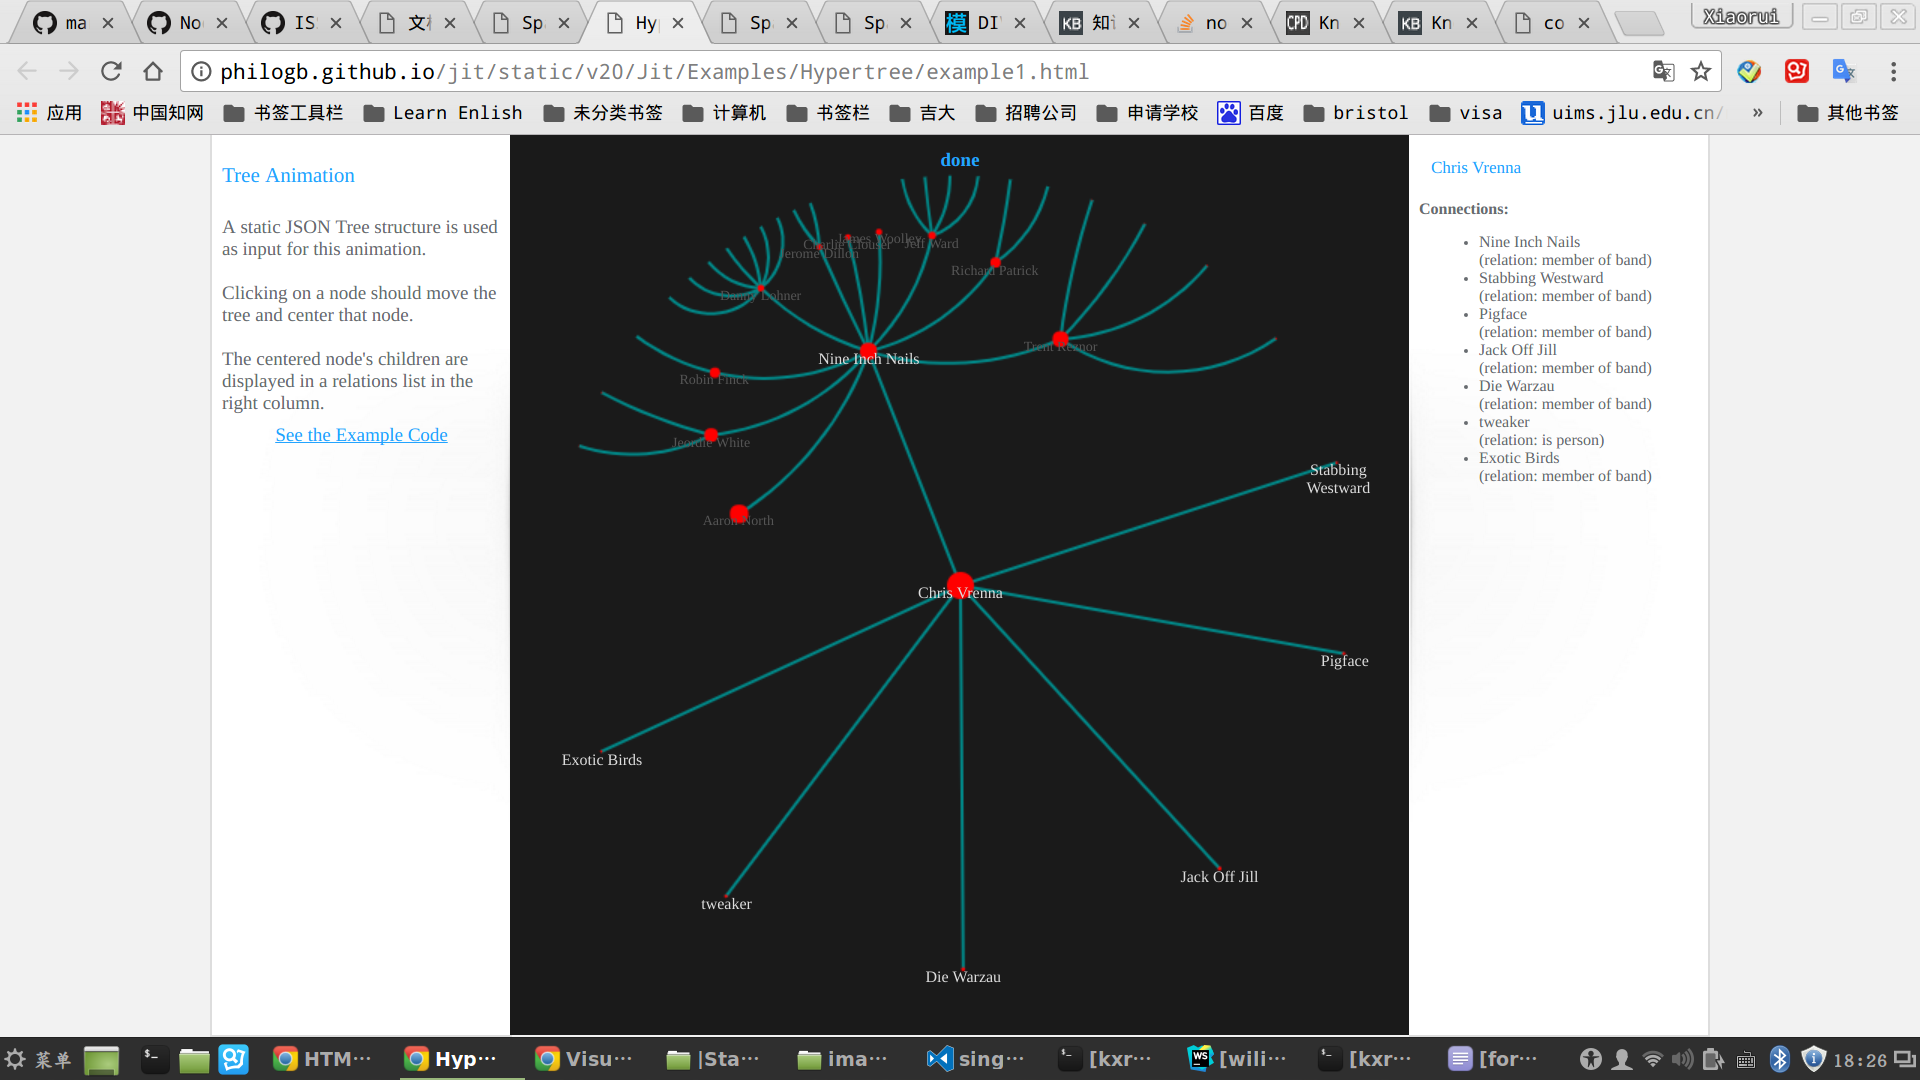 ma
No
IS
文
Sp
Hy
Sp
Sp
DI
知
no
Kn
Kn
co
Xiaorui
philogb.github.io/jit/static/v20/Jit/Examples/Hypertree/example1.html
应用
中国知网
书签工具栏
Learn Enlish
未分类书签
计算机
书签栏
吉大
招聘公司
申请学校
百度
bristol
visa
uims.jlu.edu.cn/
»
其他书签
Tree Animation
A static JSON Tree structure is used
as input for this animation.
Clicking on a node should move the
tree and center that node.
The centered node's children are
displayed in a relations list in the
right column.
See the Example Code
done
James Woolley
Charlie Clouser
Jeff Ward
Jerome Dillon
Richard Patrick
Danny Lohner
Trent Reznor
Nine Inch Nails
Robin Finck
Jeordie White
Aaron North
Stabbing
Westward
Chris Vrenna
Pigface
Exotic Birds
Jack Off Jill
tweaker
Die Warzau
Chris Vrenna
Connections:
• Nine Inch Nails
(relation: member of band)
• Stabbing Westward
(relation: member of band)
• Pigface
(relation: member of band)
• Jack Off Jill
(relation: member of band)
• Die Warzau
(relation: member of band)
• tweaker
(relation: is person)
• Exotic Birds
(relation: member of band)
菜单
HTM···
Hyp···
Visu···
|Sta···
ima···
sing···
[kxr···
[wili···
[kxr···
[for···
18:26